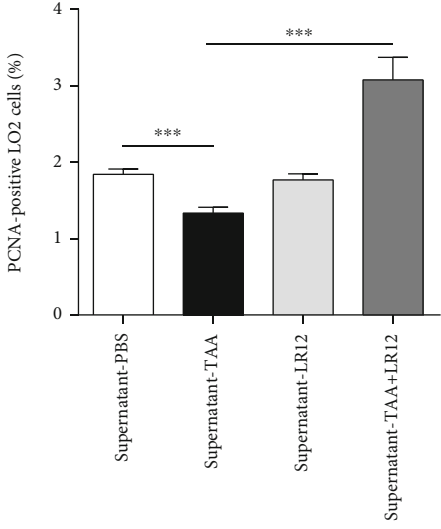 PCNA-positive LO2 cells (%)
4
3
2
1
0
***
***
Supernatant-PBS
Supernatant-TAA
Supernatant-LR12
Supernatant-TAA+LR12